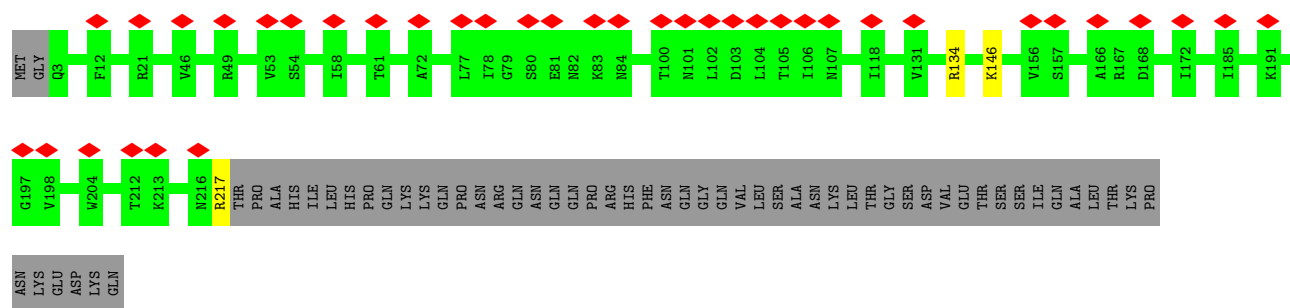 MET GLY Q3 F12 R21 V46 R49 V53 S54 I58 T61 A72 L77 I78 G79 S80 E81 N82 K83 N84 T100 N101 L102 D103 L104 T105 I106 N107 I118 V131 R134 K146 V156 S157 A166 R167 D168 I172 I185 K191
G197 V198 W204 T212 K213 N216 R217 THR PRO ALA HIS ILE LEU HIS PRO GLN LYS LYS GLN PRO ASN ARG GLN ASN GLN GLN PRO ARG HIS PHE ASN GLN GLY GLN VAL LEU SER ALA ASN LYS LEU THR GLY SER ASP VAL GLU THR SER SER ILE GLN ALA LEU THR LYS PRO
ASN LYS GLU ASP LYS GLN